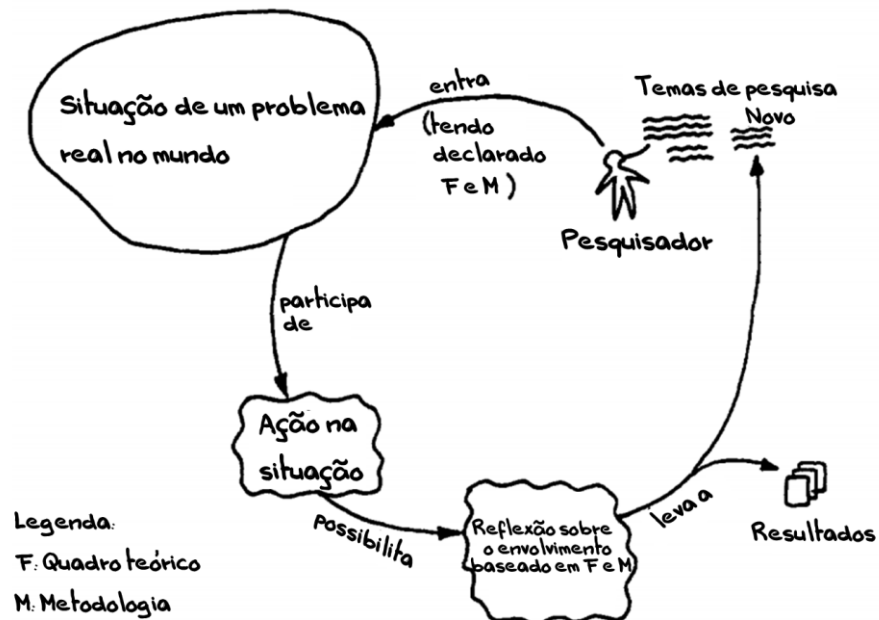 Situação de um problema
real no mundo
entra
(tendo
declarado
F e M)
Temas de pesquisa
Novo
Pesquisador
participa
de
Ação na
situação
possibilita
Reflexão sobre
o envolvimento
baseado em F e M
leva a
Resultados
Legenda:
F: Quadro teórico
M: Metodologia